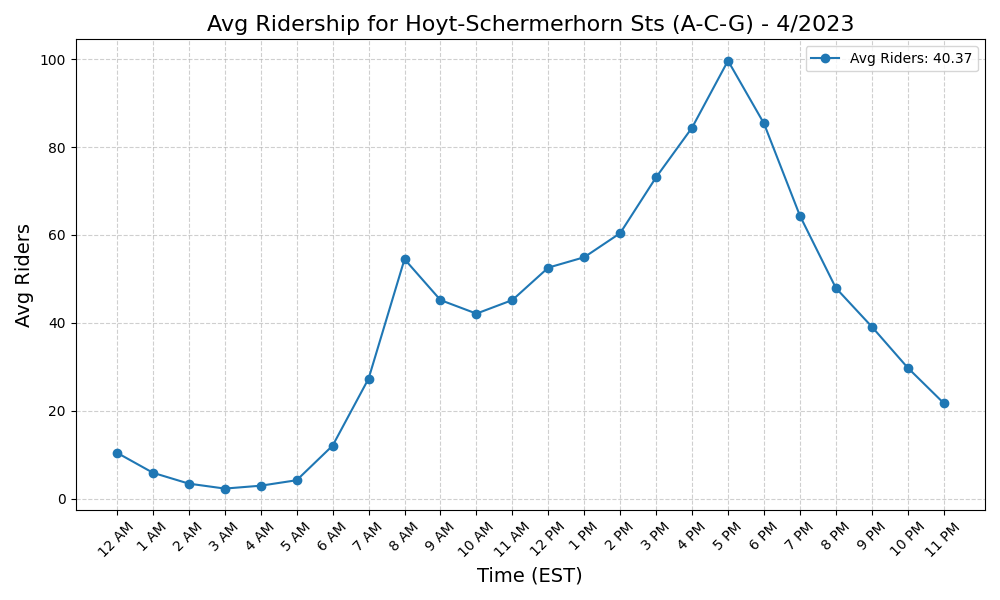 Avg Ridership for Hoyt-Schermerhorn Sts (A-C-G) - 4/2023
Avg Riders: 40.37
Avg Riders
100
80
60
40
20
0
12 AM
1 AM
2 AM
3 AM
4 AM
5 AM
6 AM
7 AM
8 AM
9 AM
10 AM
11 AM
12 PM
1 PM
2 PM
3 PM
4 PM
5 PM
6 PM
7 PM
8 PM
9 PM
10 PM
11 PM
Time (EST)